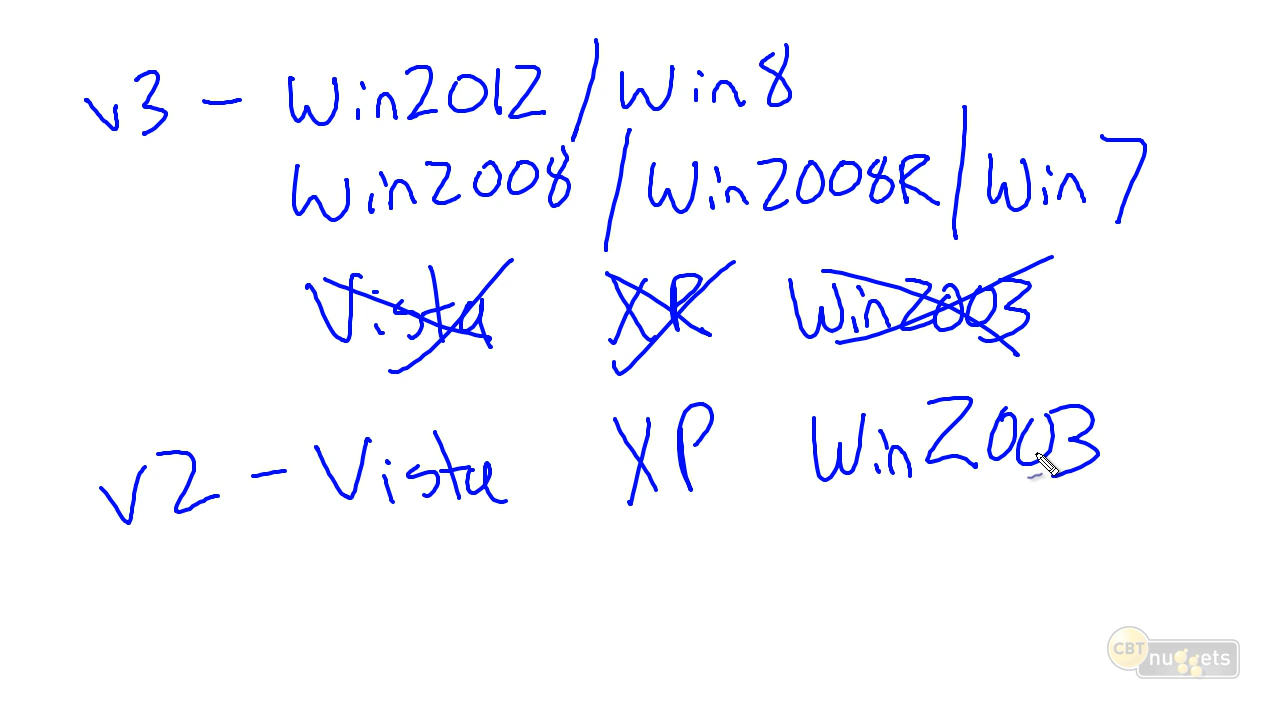 v3 - Win2012 / Win8
Win2008 / Win2008R / Win7
Vista XP Win2003
v2 - Vista XP Win2003
CBT nuggets